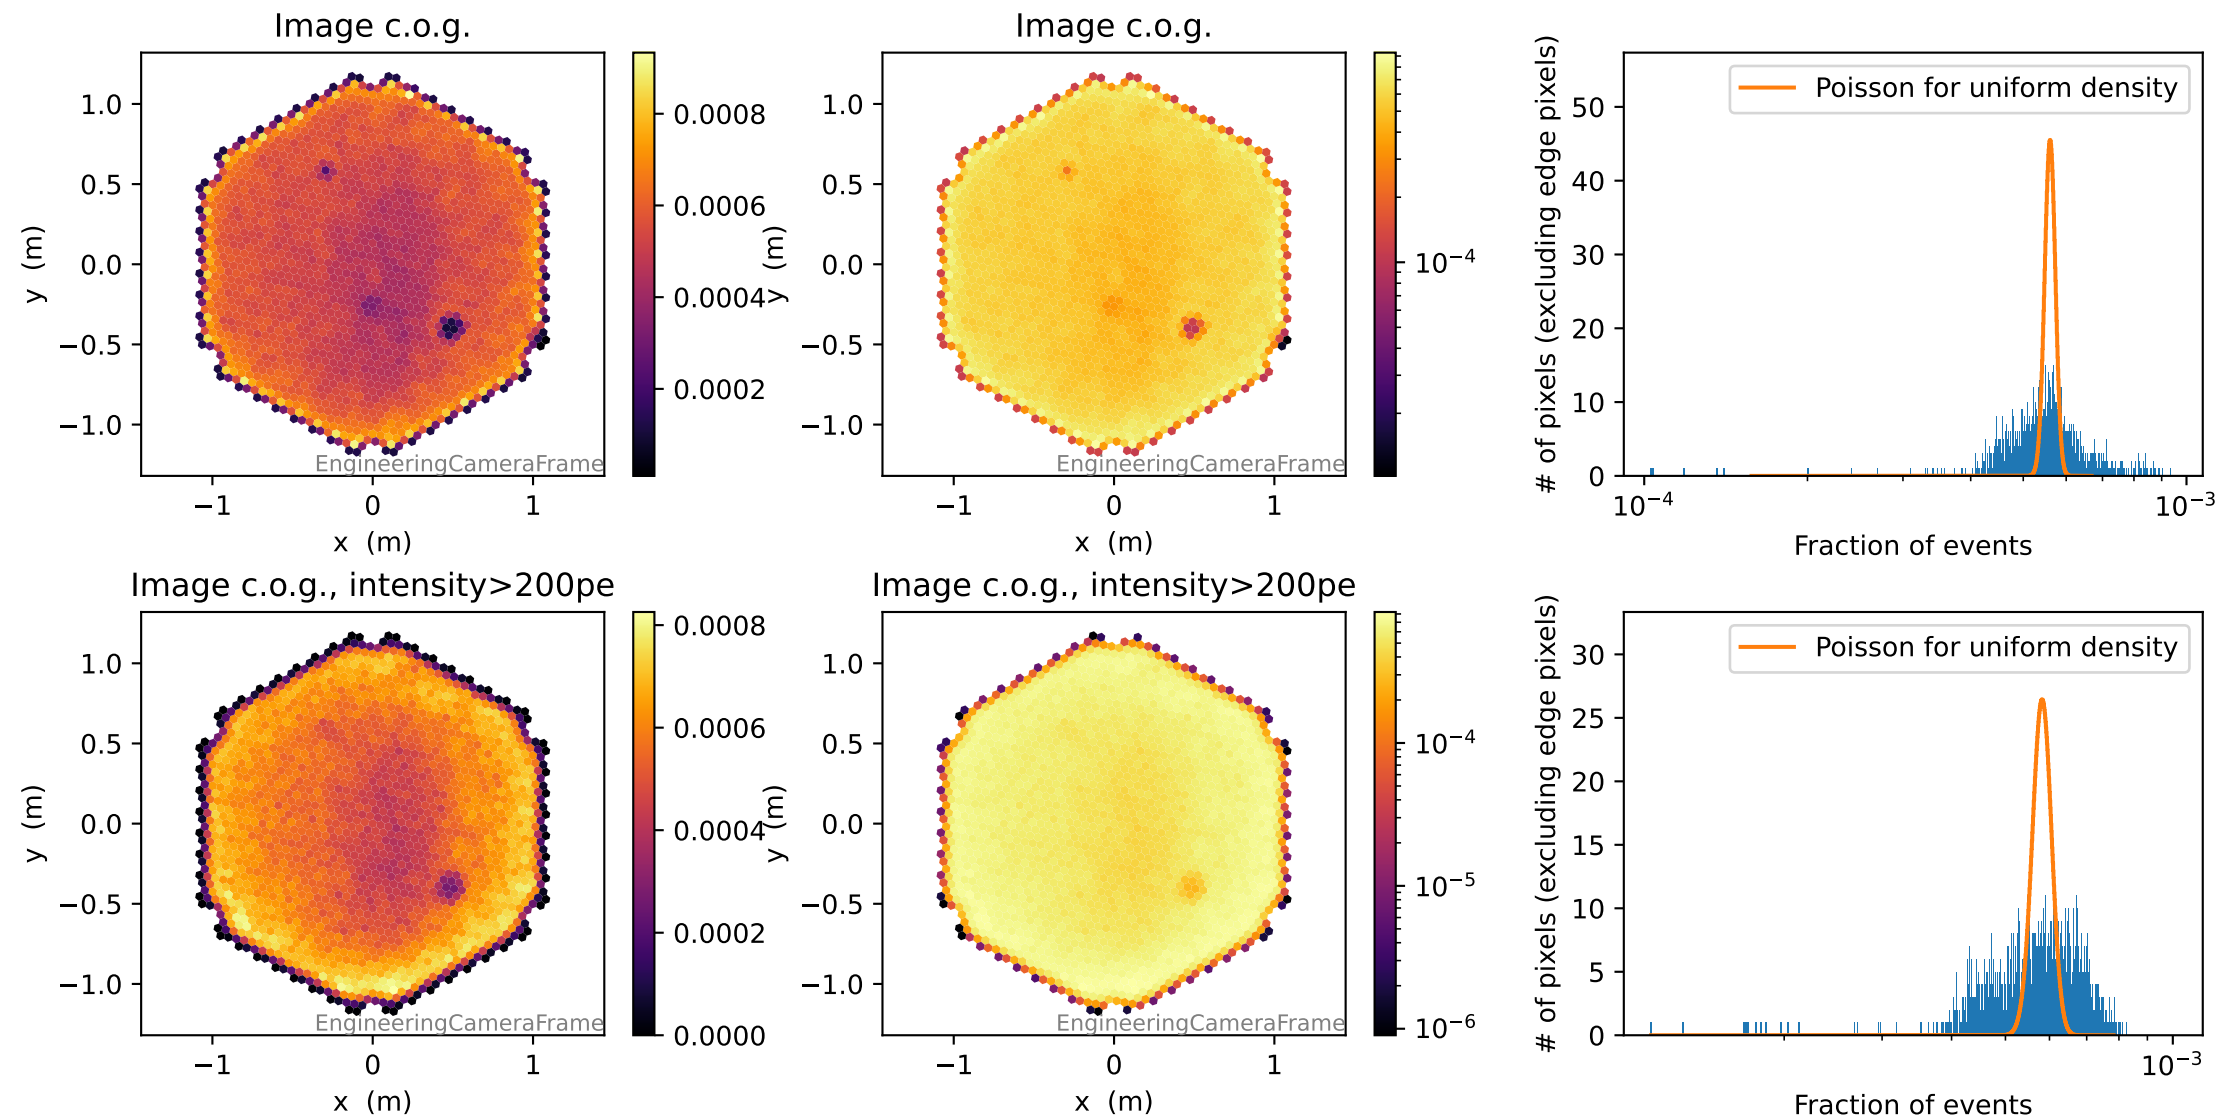 Image c.o.g.
1.0
0.5
0.0
−0.5
−1.0
y (m)
−1
0
1
x (m)
EngineeringCameraFrame
0.0008
0.0006
0.0004
0.0002
Image c.o.g.
1.0
0.5
0.0
−0.5
−1.0
y (m)
−1
0
1
x (m)
EngineeringCameraFrame
10⁻⁴
Poisson for uniform density
# of pixels (excluding edge pixels)
50
40
30
20
10
0
10⁻⁴
10⁻³
Fraction of events
Image c.o.g., intensity>200pe
1.0
0.5
0.0
−0.5
−1.0
y (m)
−1
0
1
x (m)
EngineeringCameraFrame
0.0008
0.0006
0.0004
0.0002
0.0000
Image c.o.g., intensity>200pe
1.0
0.5
0.0
−0.5
−1.0
y (m)
−1
0
1
x (m)
EngineeringCameraFrame
10⁻⁴
10⁻⁵
10⁻⁶
Poisson for uniform density
# of pixels (excluding edge pixels)
30
25
20
15
10
5
0
10⁻³
Fraction of events